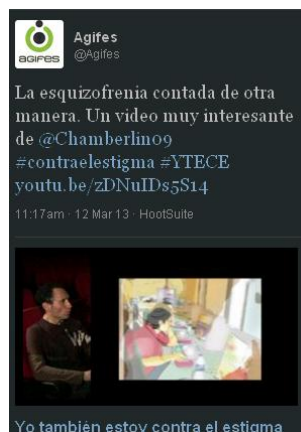 AGIFES
Agifes
@Agifes
La esquizofrenia contada de otra
manera. Un video muy interesante
de @Chamberlin09
#contraelestigma #YTECE
youtu.be/zDNuIDs5S14
11:17am · 12 Mar 13 · HootSuite
Yo también estoy contra el estigma